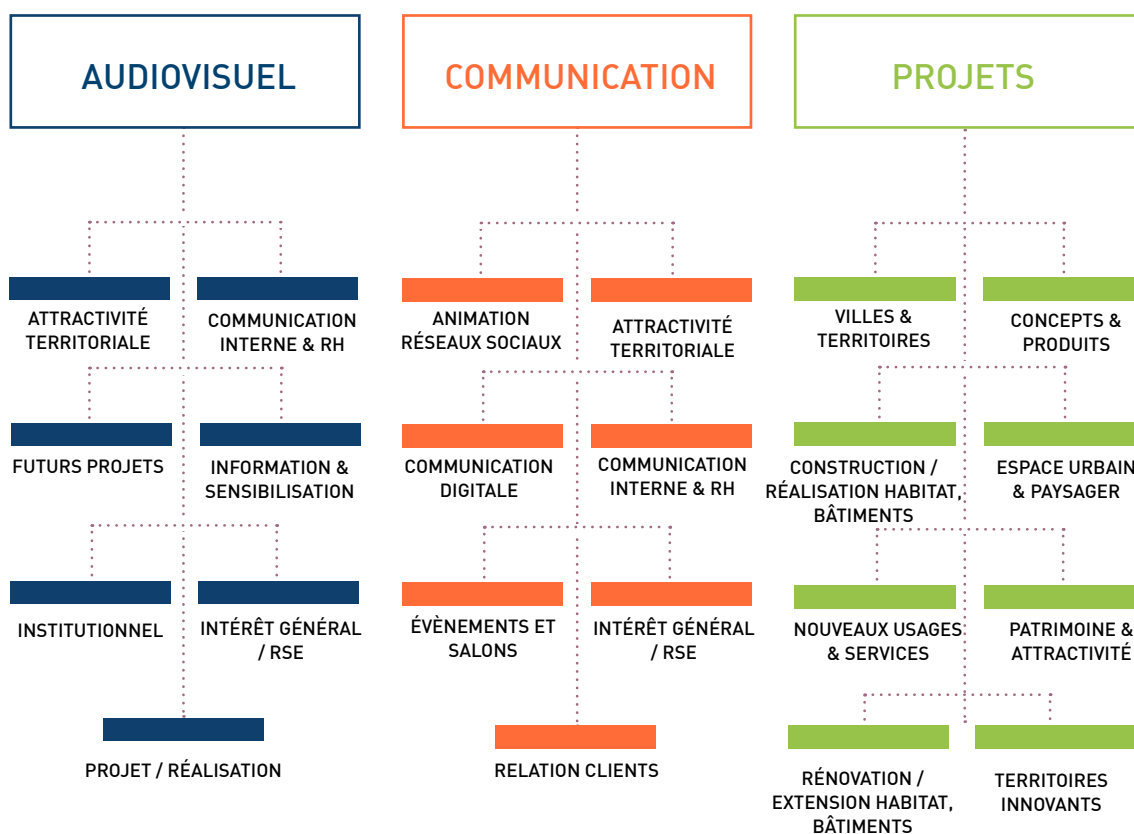 AUDIOVISUEL
ATTRACTIVITÉ
TERRITORIALE
COMMUNICATION
INTERNE & RH
FUTURS PROJETS
INFORMATION &
SENSIBILISATION
INSTITUTIONNEL
INTÉRÊT GÉNÉRAL
/ RSE
PROJET / RÉALISATION
COMMUNICATION
ANIMATION
RÉSEAUX SOCIAUX
ATTRACTIVITÉ
TERRITORIALE
COMMUNICATION
DIGITALE
COMMUNICATION
INTERNE & RH
ÉVÈNEMENTS ET
SALONS
INTÉRÊT GÉNÉRAL
/ RSE
RELATION CLIENTS
PROJETS
VILLES &
TERRITOIRES
CONCEPTS &
PRODUITS
CONSTRUCTION /
RÉALISATION HABITAT,
BÂTIMENTS
ESPACE URBAIN
& PAYSAGER
NOUVEAUX USAGES
& SERVICES
PATRIMOINE &
ATTRACTIVITÉ
RÉNOVATION /
EXTENSION HABITAT,
BÂTIMENTS
TERRITOIRES
INNOVANTS